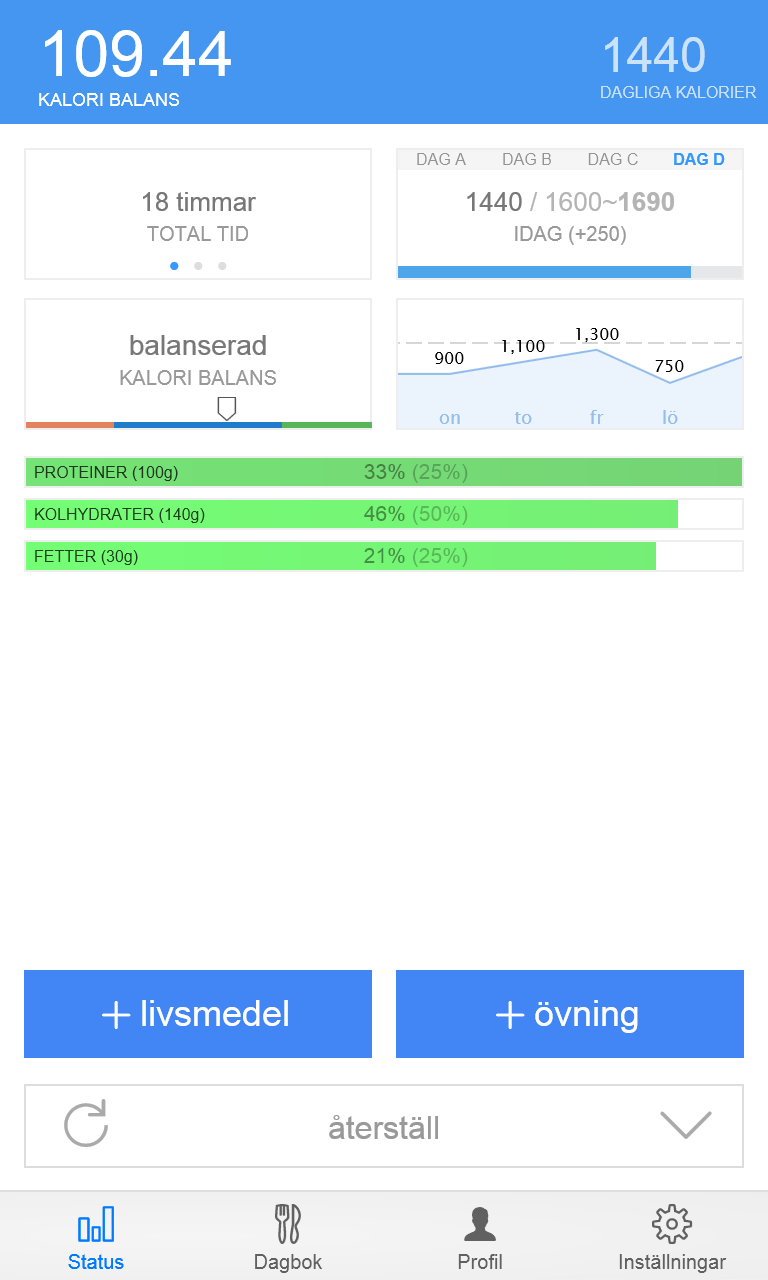 109.44
KALORI BALANS
1440
DAGLIGA KALORIER
18 timmar
TOTAL TID
DAG A DAG B DAG C DAG D
1440 / 1600~1690
IDAG (+250)
balanserad
KALORI BALANS
900 1,100 1,300 750
on to fr lö
PROTEINER (100g) 33% (25%)
KOLHYDRATER (140g) 46% (50%)
FETTER (30g) 21% (25%)
+ livsmedel
+ övning
återställ
Status Dagbok Profil Inställningar